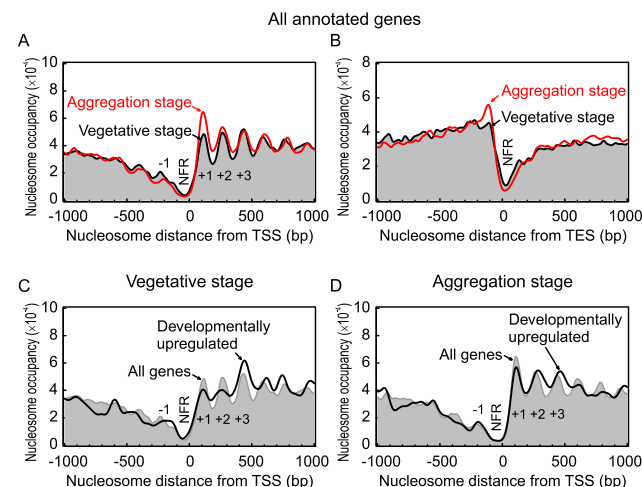 All annotated genes
A
10
8
6
4
2
0
Nucleosome occupancy (×10⁻⁴)
Aggregation stage
Vegetative stage
-1
NFR
+1 +2 +3
-1000 -500 0 500 1000
Nucleosome distance from TSS (bp)
B
8
6
4
2
0
Nucleosome occupancy (×10⁻⁴)
Aggregation stage
Vegetative stage
NFR
-1000 -500 0 500 1000
Nucleosome distance from TES (bp)
C
Vegetative stage
10
8
6
4
2
0
Nucleosome occupancy (×10⁻⁴)
Developmentally
upregulated
All genes
-1
NFR
+1 +2 +3
-1000 -500 0 500 1000
Nucleosome distance from TSS (bp)
D
Aggregation stage
10
8
6
4
2
0
Nucleosome occupancy (×10⁻⁴)
Developmentally
upregulated
All genes
-1
NFR
+1 +2 +3
-1000 -500 0 500 1000
Nucleosome distance from TSS (bp)